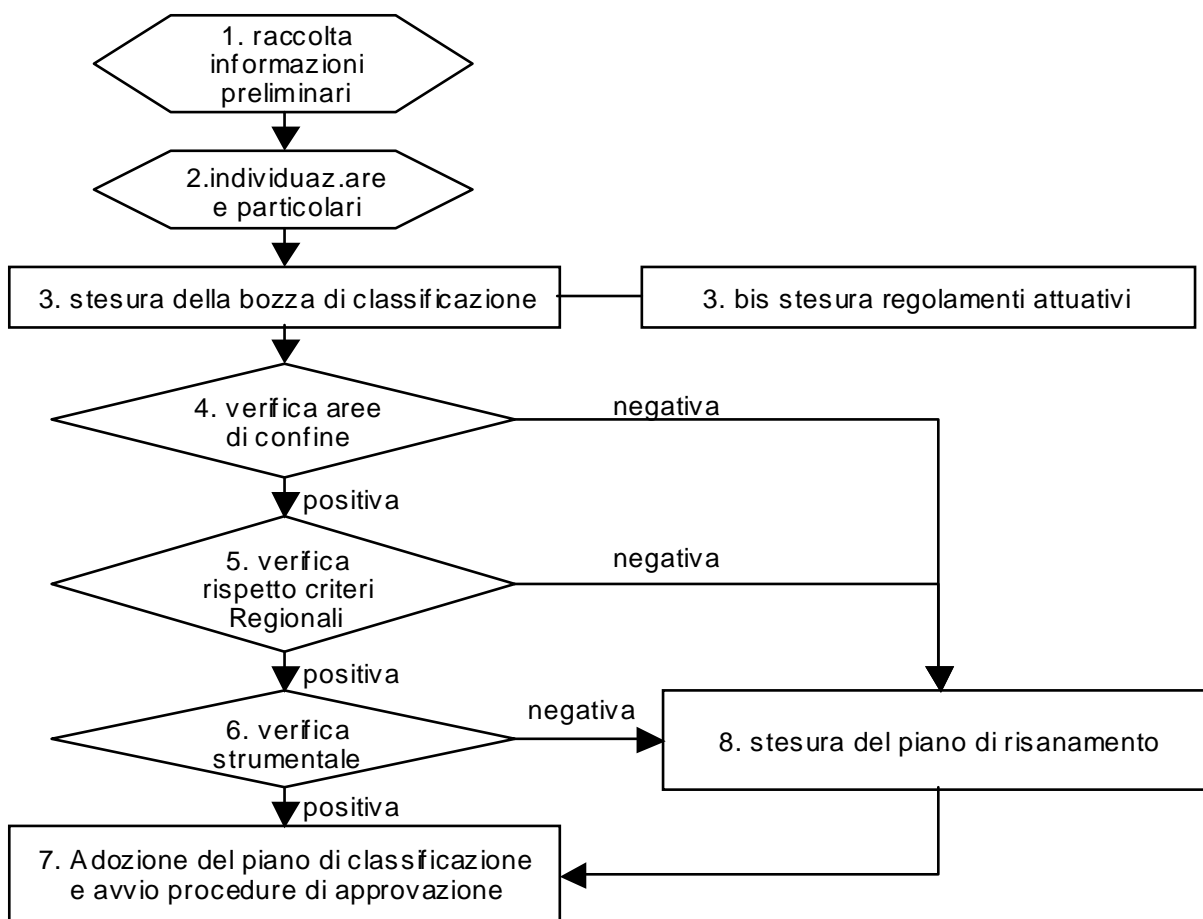 1. raccolta
informazioni
preliminari
2.individuaz.are
e particolari
3. stesura della bozza di classificazione
3. bis stesura regolamenti attuativi
4. verifica aree
di confine
negativa
positiva
5. verifica
rispetto criteri
Regionali
negativa
positiva
6. verifica
strumentale
negativa
8. stesura del piano di risanamento
positiva
7. Adozione del piano di classificazione
e avvio procedure di approvazione